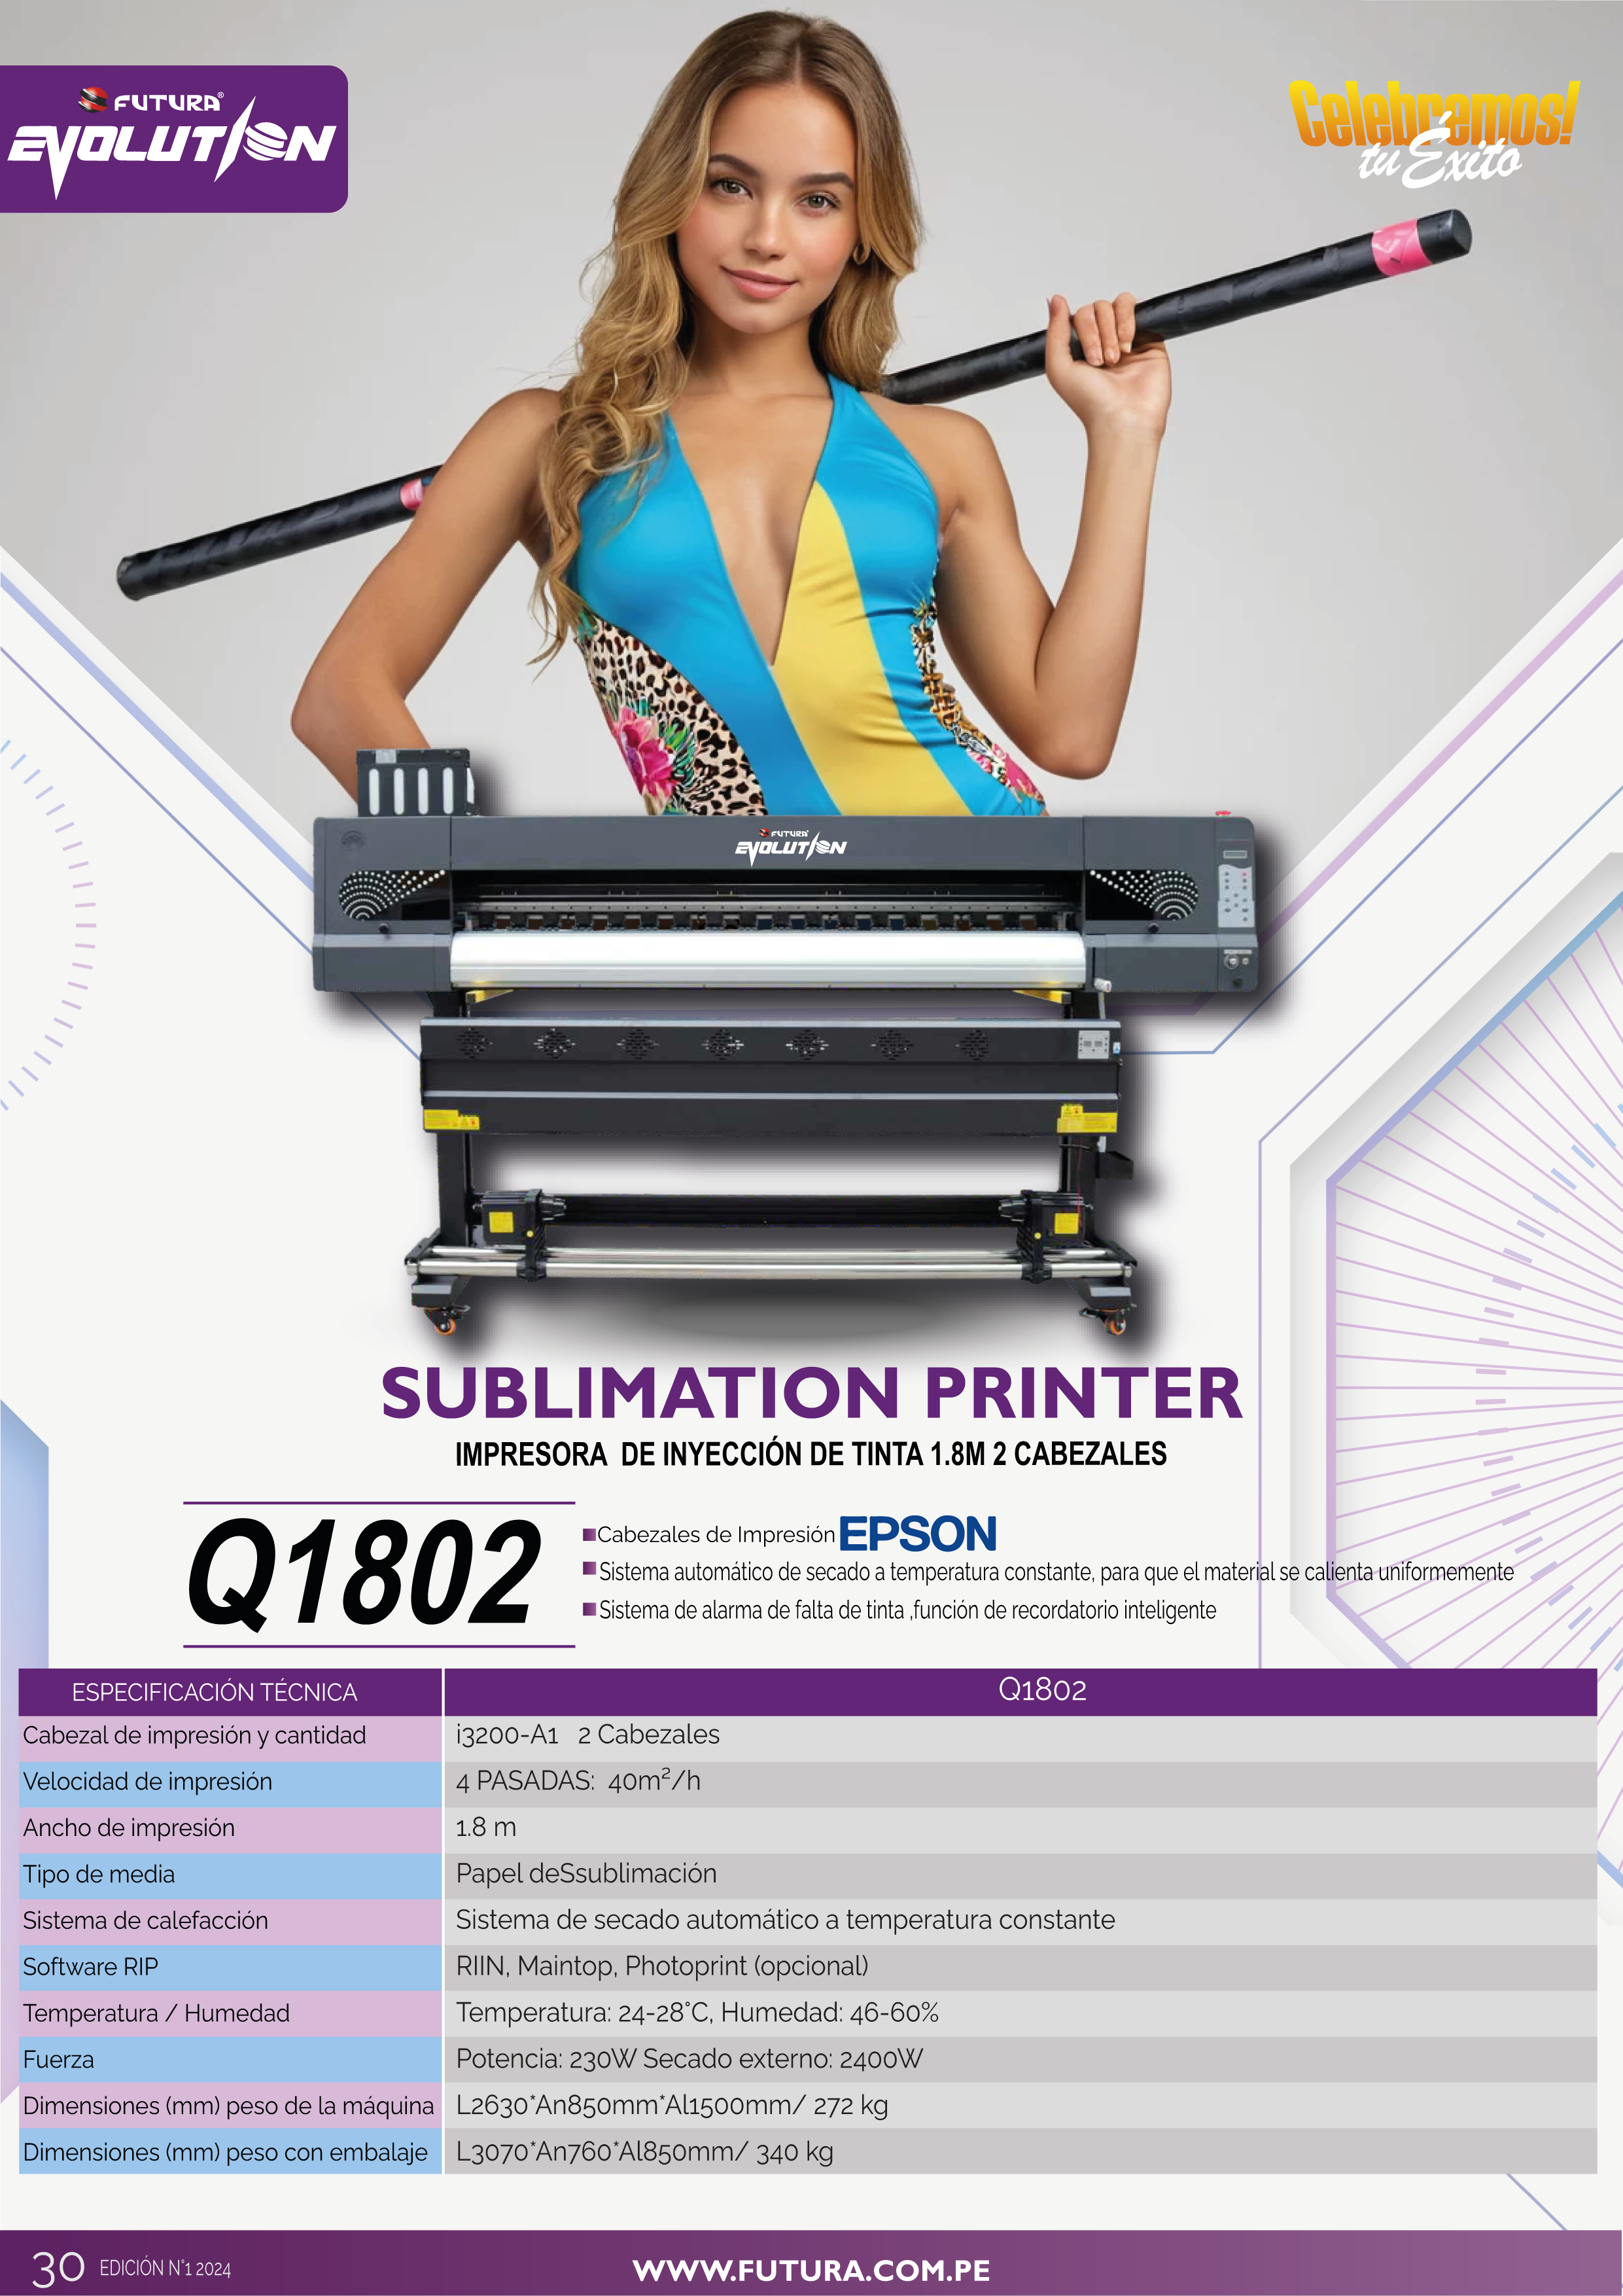 FUTURA®
EVOLUTION
Celebremos!
tu Éxito
FUTURA
EVOLUTION
SUBLIMATION PRINTER
IMPRESORA DE INYECCIÓN DE TINTA 1.8M 2 CABEZALES
Q1802
Cabezales de Impresión EPSON
Sistema automático de secado a temperatura constante, para que el material se calienta uniformemente
Sistema de alarma de falta de tinta ,función de recordatorio inteligente
ESPECIFICACIÓN TÉCNICA Q1802
Cabezal de impresión y cantidad i3200-A1 2 Cabezales
Velocidad de impresión 4 PASADAS: 40m²/h
Ancho de impresión 1.8 m
Tipo de media Papel deSsublimación
Sistema de calefacción Sistema de secado automático a temperatura constante
Software RIP RIIN, Maintop, Photoprint (opcional)
Temperatura / Humedad Temperatura: 24-28°C, Humedad: 46-60%
Fuerza Potencia: 230W Secado externo: 2400W
Dimensiones (mm) peso de la máquina L2630*An850mm*Al1500mm/ 272 kg
Dimensiones (mm) peso con embalaje L3070*An760*Al850mm/ 340 kg
30 EDICIÓN N°1 2024
WWW.FUTURA.COM.PE